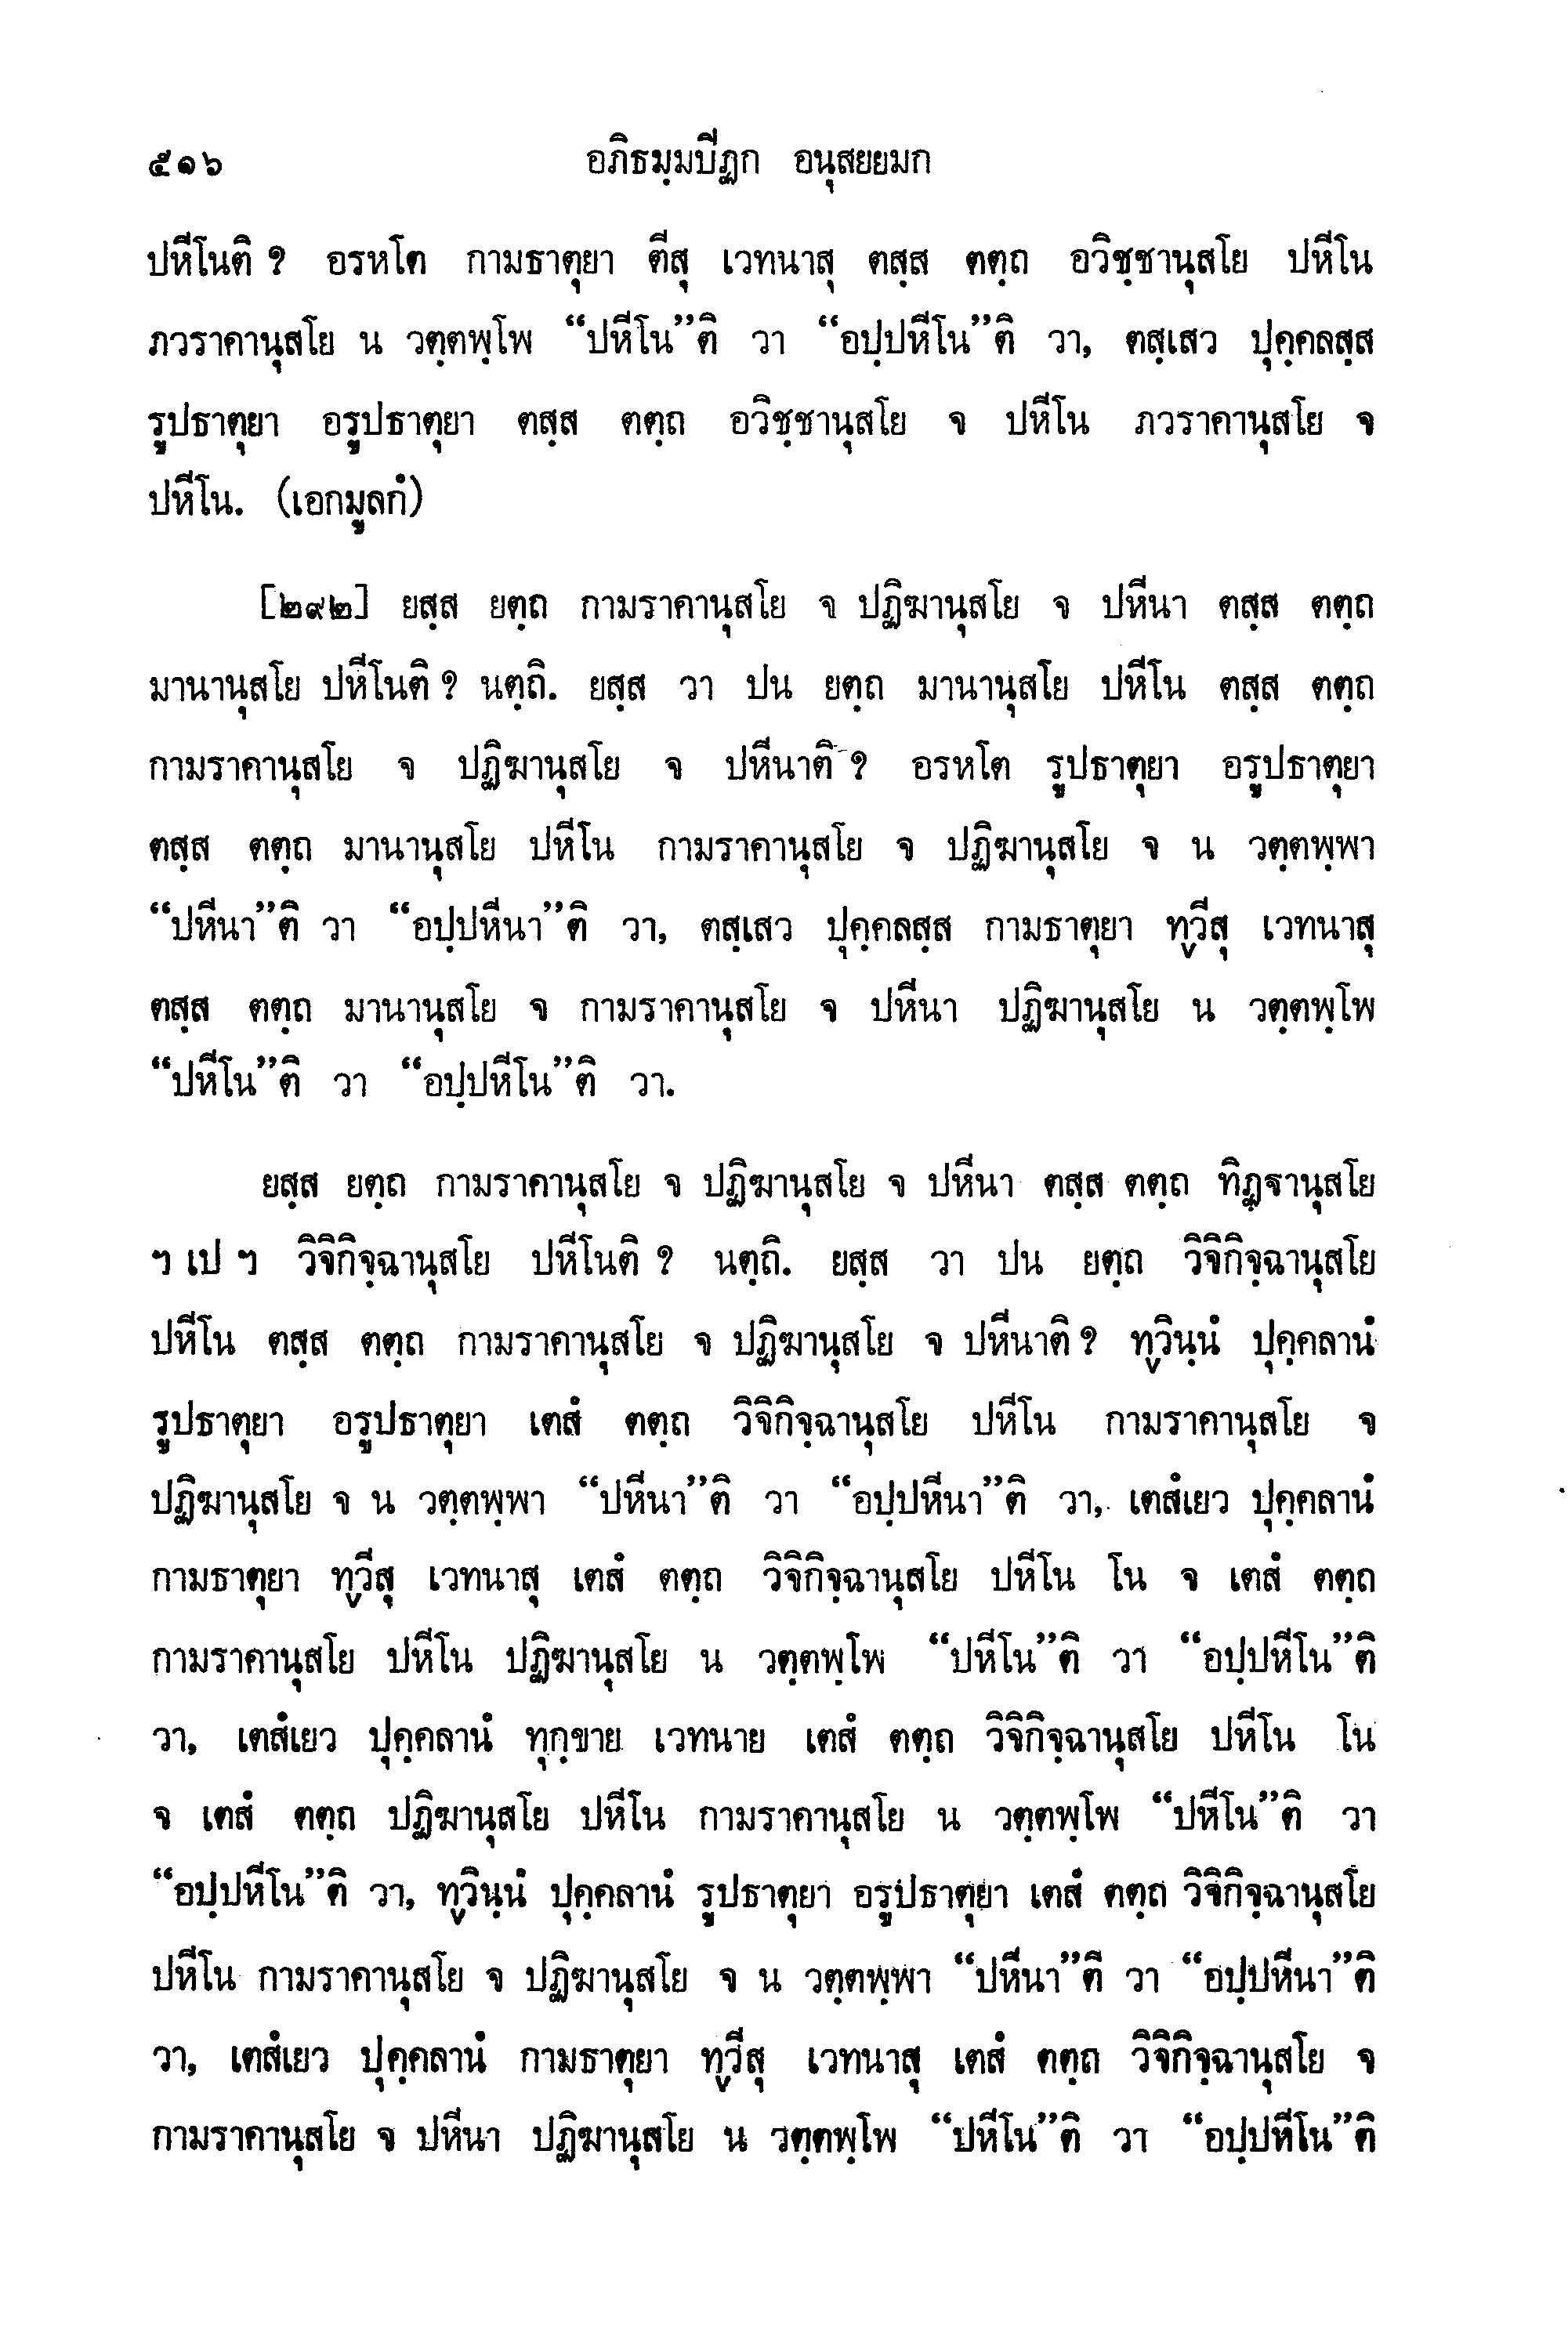 ๕๑๖ อภิธมฺมปีฏก อนุสยยมก
ปหีโนติ ? อรหโต กามธาตุยา ตีสุ เวทนาสุ ตสฺส ตตฺถ อวิชฺชานุสโย ปหีโน
ภวราคานุสโย น วตฺตพฺโพ “ปหีโน”ติ วา “อปฺปหีโน”ติ วา, ตสฺเสว ปุคฺคลสฺส
รูปธาตุยา อรูปธาตุยา ตสฺส ตตฺถ อวิชฺชานุสโย จ ปหีโน ภวราคานุสโย จ
ปหีโน. (เอกมูลกํ)
[๒๙๒] ยสฺส ยตฺถ กามราคานุสโย จ ปฏิฆานุสโย จ ปหีนา ตสฺส ตตฺถ
มานานุสโย ปหีโนติ ? นตฺถิ. ยสฺส วา ปน ยตฺถ มานานุสโย ปหีโน ตสฺส ตตฺถ
กามราคานุสโย จ ปฏิฆานุสโย จ ปหีนาติ ? อรหโต รูปธาตุยา อรูปธาตุยา
ตสฺส ตตฺถ มานานุสโย ปหีโน กามราคานุสโย จ ปฏิฆานุสโย จ น วตฺตพฺพา
“ปหีนา”ติ วา “อปฺปหีนา”ติ วา, ตสฺเสว ปุคฺคลสฺส กามธาตุยา ทฺวีสุ เวทนาสุ
ตสฺส ตตฺถ มานานุสโย จ กามราคานุสโย จ ปหีนา ปฏิฆานุสโย น วตฺตพฺโพ
“ปหีโน”ติ วา “อปฺปหีโน”ติ วา.
ยสฺส ยตฺถ กามราคานุสโย จ ปฏิฆานุสโย จ ปหีนา ตสฺส ตตฺถ ทิฏฺฐานุสโย
ฯ เป ฯ วิจิกิจฺฉานุสโย ปหีโนติ ? นตฺถิ. ยสฺส วา ปน ยตฺถ วิจิกิจฺฉานุสโย
ปหีโน ตสฺส ตตฺถ กามราคานุสโย จ ปฏิฆานุสโย จ ปหีนาติ ? ทฺวินฺนํ ปุคฺคลานํ
รูปธาตุยา อรูปธาตุยา เตสํ ตตฺถ วิจิกิจฺฉานุสโย ปหีโน กามราคานุสโย จ
ปฏิฆานุสโย จ น วตฺตพฺพา “ปหีนา”ติ วา “อปฺปหีนา”ติ วา, เตสํเยว ปุคฺคลานํ
กามธาตุยา ทฺวีสุ เวทนาสุ เตสํ ตตฺถ วิจิกิจฺฉานุสโย ปหีโน โน จ เตสํ ตตฺถ
กามราคานุสโย ปหีโน ปฏิฆานุสโย น วตฺตพฺโพ “ปหีโน”ติ วา “อปฺปหีโน”ติ
วา, เตสํเยว ปุคฺคลานํ ทุกฺขาย เวทนาย เตสํ ตตฺถ วิจิกิจฺฉานุสโย ปหีโน โน
จ เตสํ ตตฺถ ปฏิฆานุสโย ปหีโน กามราคานุสโย น วตฺตพฺโพ “ปหีโน”ติ วา
“อปฺปหีโน”ติ วา, ทฺวินฺนํ ปุคฺคลานํ รูปธาตุยา อรูปธาตุยา เตสํ ตตฺถ วิจิกิจฺฉานุสโย
ปหีโน กามราคานุสโย จ ปฏิฆานุสโย จ น วตฺตพฺพา “ปหีนา”ติ วา “อปฺปหีนา”ติ
วา, เตสํเยว ปุคฺคลานํ กามธาตุยา ทฺวีสุ เวทนาสุ เตสํ ตตฺถ วิจิกิจฺฉานุสโย จ
กามราคานุสโย จ ปหีนา ปฏิฆานุสโย น วตฺตพฺโพ “ปหีโน”ติ วา “อปฺปหีโน”ติ